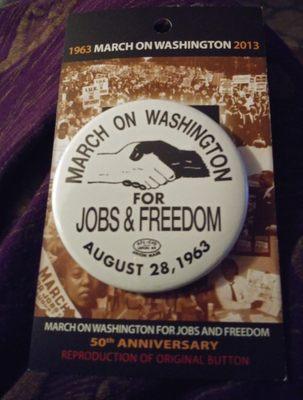 1963 MARCH ON WASHINGTON 2013
MARCH ON WASHINGTON
FOR
JOBS & FREEDOM
AUGUST 28, 1963
MARCH
MARCH ON WASHINGTON FOR JOBS AND FREEDOM
50th ANNIVERSARY
REPRODUCTION OF ORIGINAL BUTTON